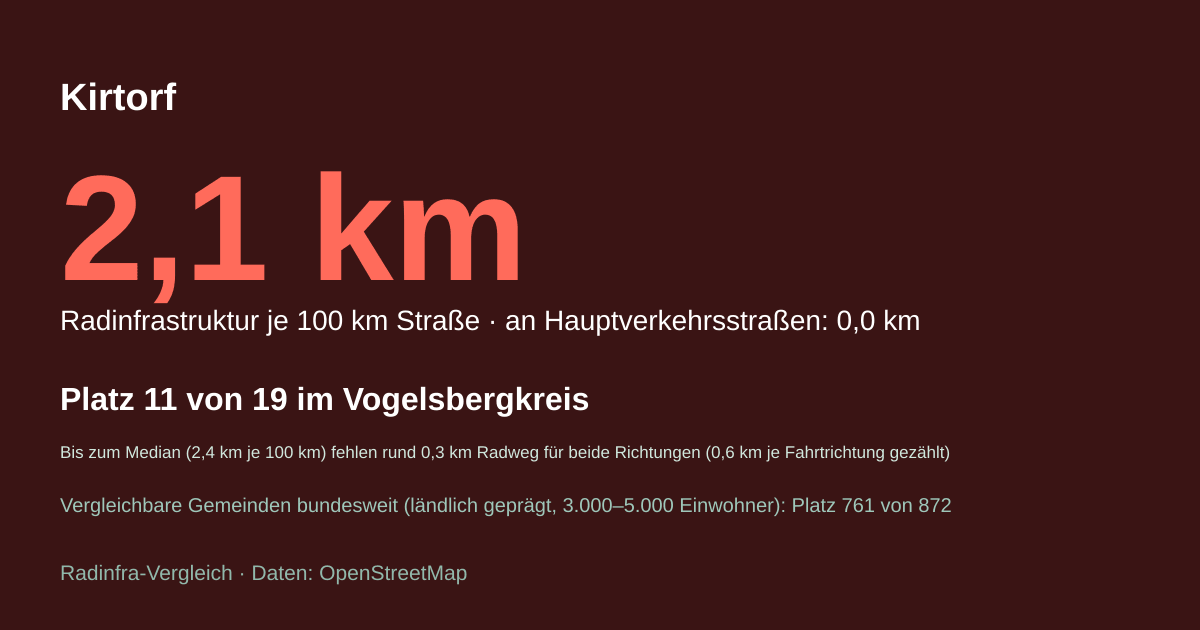 Kirtorf
2,1 km
Radinfrastruktur je 100 km Straße · an Hauptverkehrsstraßen: 0,0 km
Platz 11 von 19 im Vogelsbergkreis
Bis zum Median (2,4 km je 100 km) fehlen rund 0,3 km Radweg für beide Richtungen (0,6 km je Fahrtrichtung gezählt)
Vergleichbare Gemeinden bundesweit (ländlich geprägt, 3.000–5.000 Einwohner): Platz 761 von 872
Radinfra-Vergleich · Daten: OpenStreetMap